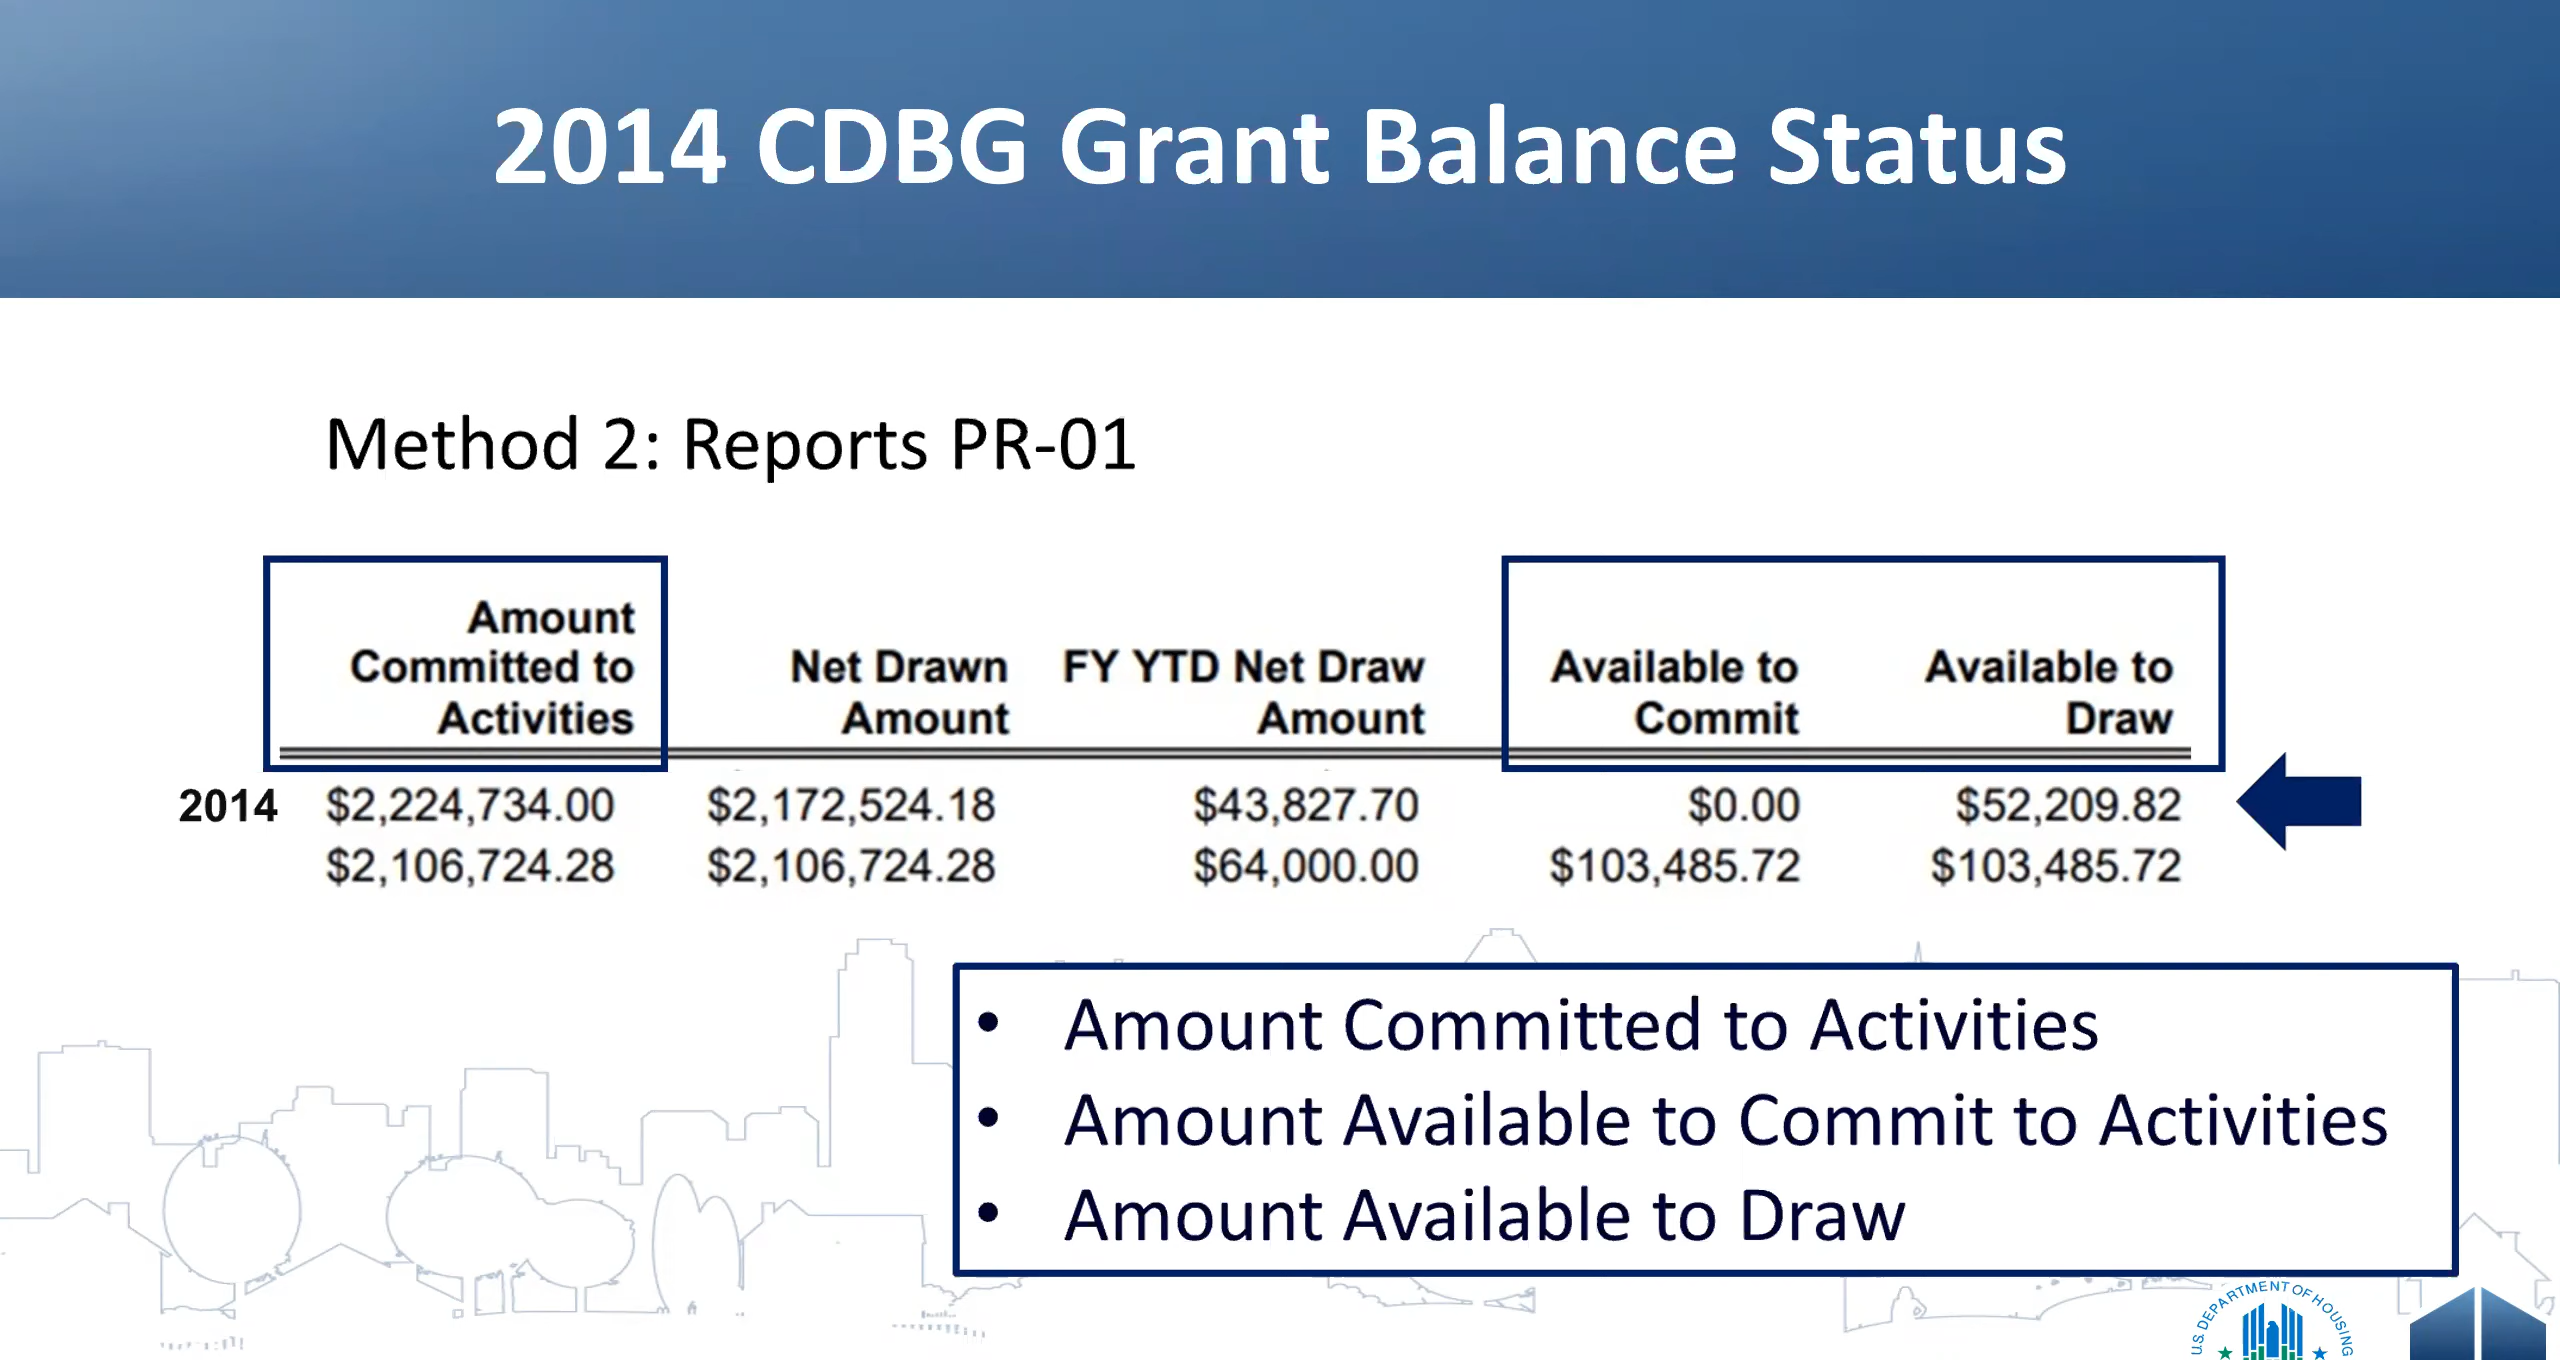 2014 CDBG Grant Balance Status
Method 2: Reports PR-01
Amount Committed to Activities
Net Drawn Amount
FY YTD Net Draw Amount
Available to Commit
Available to Draw
2014 $2,224,734.00 $2,172,524.18 $43,827.70 $0.00 $52,209.82
$2,106,724.28 $2,106,724.28 $64,000.00 $103,485.72 $103,485.72
• Amount Committed to Activities
• Amount Available to Commit to Activities
• Amount Available to Draw
U.S. DEPARTMENT OF HOUSING